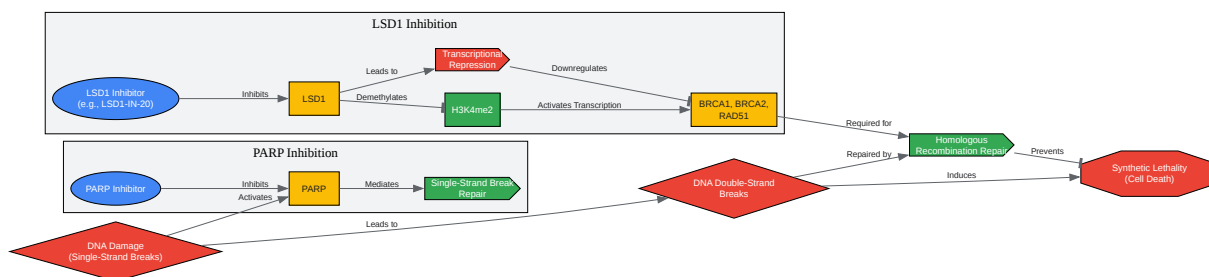 LSD1 Inhibition
LSD1 Inhibitor
(e.g., LSD1-IN-20)
Inhibits
LSD1
Leads to
Demethylates
Transcriptional
Repression
H3K4me2
Downregulates
Activates Transcription
BRCA1, BRCA2,
RAD51
Required for
PARP Inhibition
PARP Inhibitor
Inhibits
Activates
PARP
Mediates
Single-Strand Break
Repair
DNA Damage
(Single-Strand Breaks)
Leads to
DNA Double-Strand
Breaks
Repaired by
Homologous
Recombination Repair
Prevents
Induces
Synthetic Lethality
(Cell Death)